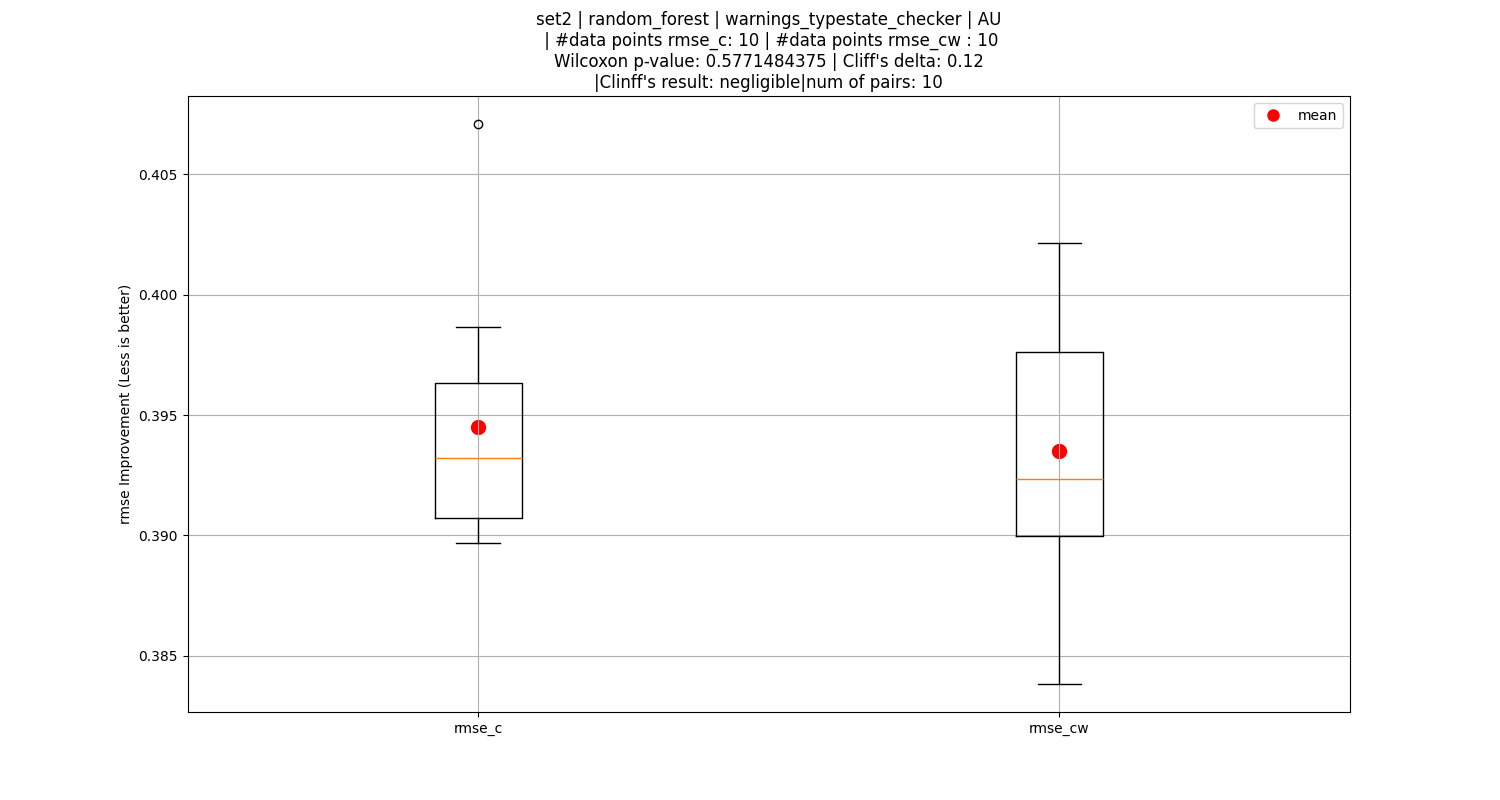 set2 | random_forest | warnings_typestate_checker | AU
| #data points rmse_c: 10 | #data points rmse_cw : 10
Wilcoxon p-value: 0.5771484375 | Cliff's delta: 0.12
|Clinff's result: negligible|num of pairs: 10
mean
0.405
0.400
0.395
0.390
0.385
rmse Improvement (Less is better)
rmse_c
rmse_cw